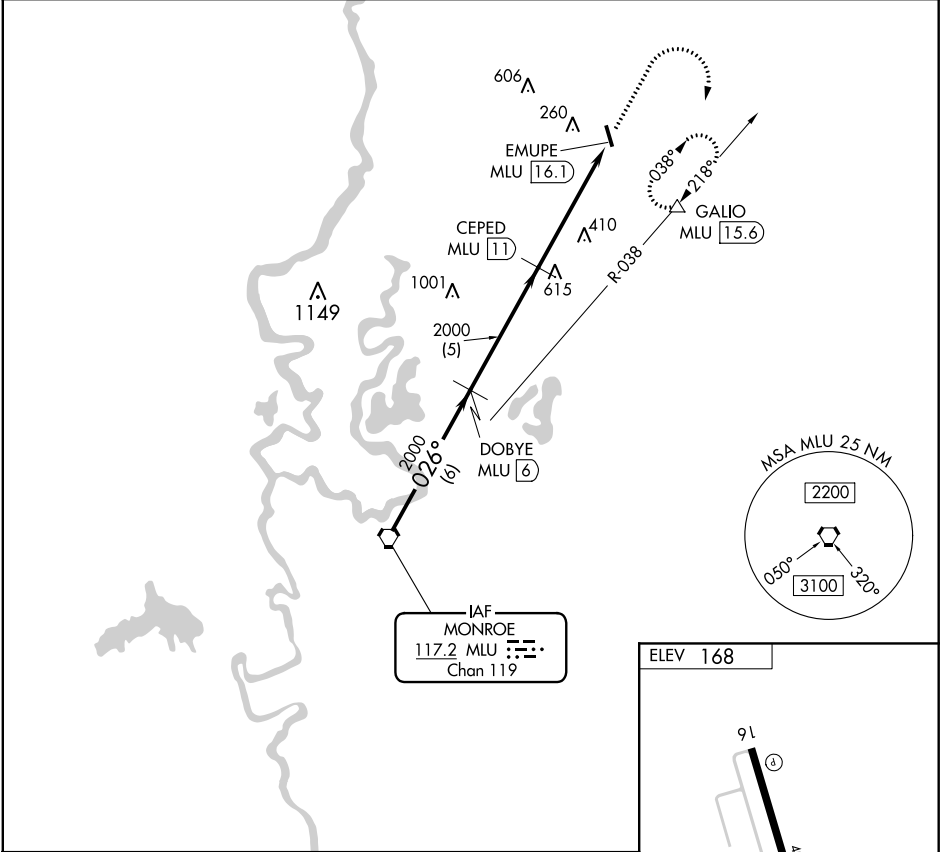 606
260
EMUPE
MLU 16.1
038°
218°
GALIO
MLU 15.6
CEPED
MLU 11
410
R-038
615
1001
1149
2000
(5)
DOBYE
MLU 6
2000
026°
(6)
MSA MLU 25 NM
2200
050°
320°
3100
IAF
MONROE
117.2 MLU
Chan 119
ELEV 168
16
P
A